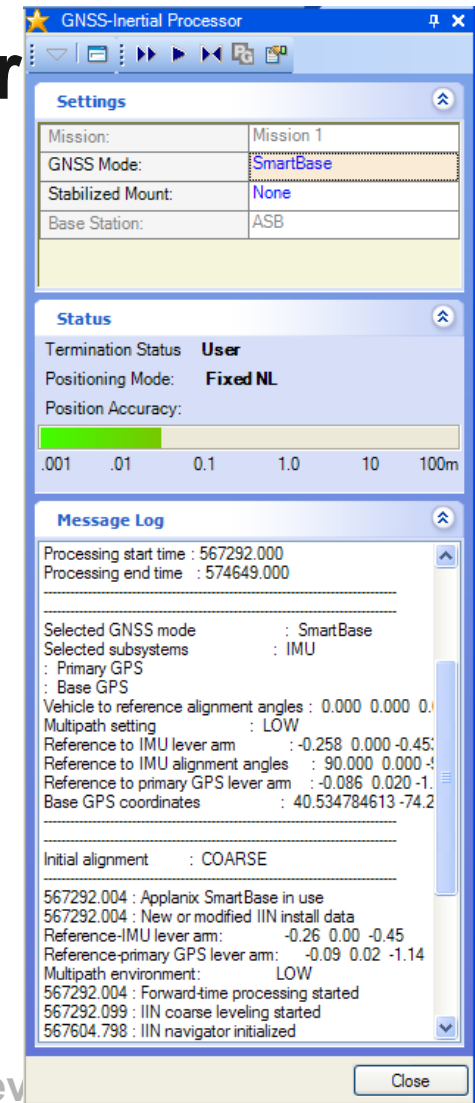 GNSS-Inertial Processor
r
Settings
Mission: Mission 1
GNSS Mode: SmartBase
Stabilized Mount: None
Base Station: ASB
Status
Termination Status User
Positioning Mode: Fixed NL
Position Accuracy:
.001 .01 0.1 1.0 10 100m
Message Log
Processing start time : 567292.000
Processing end time : 574649.000
Selected GNSS mode : SmartBase
Selected subsystems : IMU
: Primary GPS
: Base GPS
Vehicle to reference alignment angles : 0.000 0.000 0.
Multipath setting : LOW
Reference to IMU lever arm : -0.258 0.000 -0.453
Reference to IMU alignment angles : 90.000 0.000 -
Reference to primary GPS lever arm : -0.086 0.020 -1.
Base GPS coordinates : 40.534784613 -74.2
Initial alignment : COARSE
567292.004 : Applanix SmartBase in use
567292.004 : New or modified IIN install data
Reference-IMU lever arm: -0.26 0.00 -0.45
Reference-primary GPS lever arm: -0.09 0.02 -1.14
Multipath environment: LOW
567292.004 : Forward-time processing started
567292.099 : IIN coarse leveling started
567604.798 : IIN navigator initialized
Close
ev